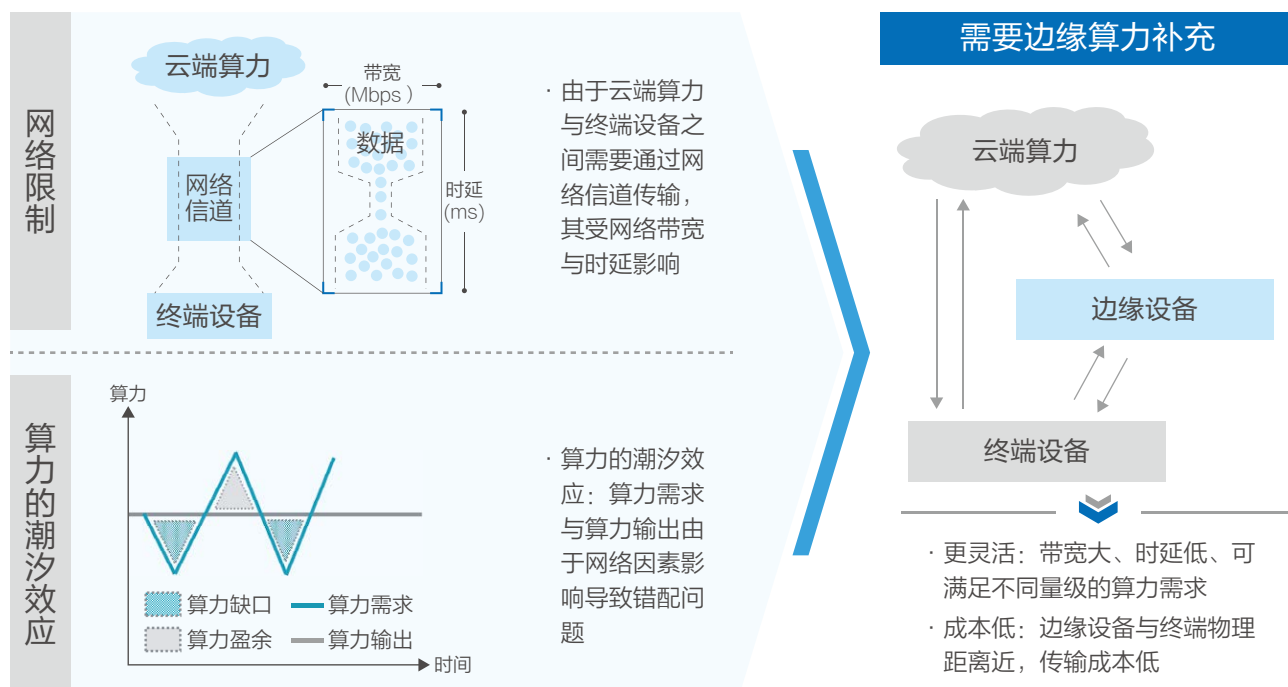 网络限制
云端算力
网络
信道
终端设备
带宽
(Mbps )
数据
时延
(ms)
· 由于云端算力
与终端设备之
间需要通过网
络信道传输，
其受网络带宽
与时延影响
算力的潮汐效应
算力
算力缺口
算力需求
算力盈余
算力输出
时间
· 算力的潮汐效
应：算力需求
与算力输出由
于网络因素影
响导致错配问
题
需要边缘算力补充
云端算力
边缘设备
终端设备
· 更灵活：带宽大、时延低、可
满足不同量级的算力需求
· 成本低：边缘设备与终端物理
距离近，传输成本低